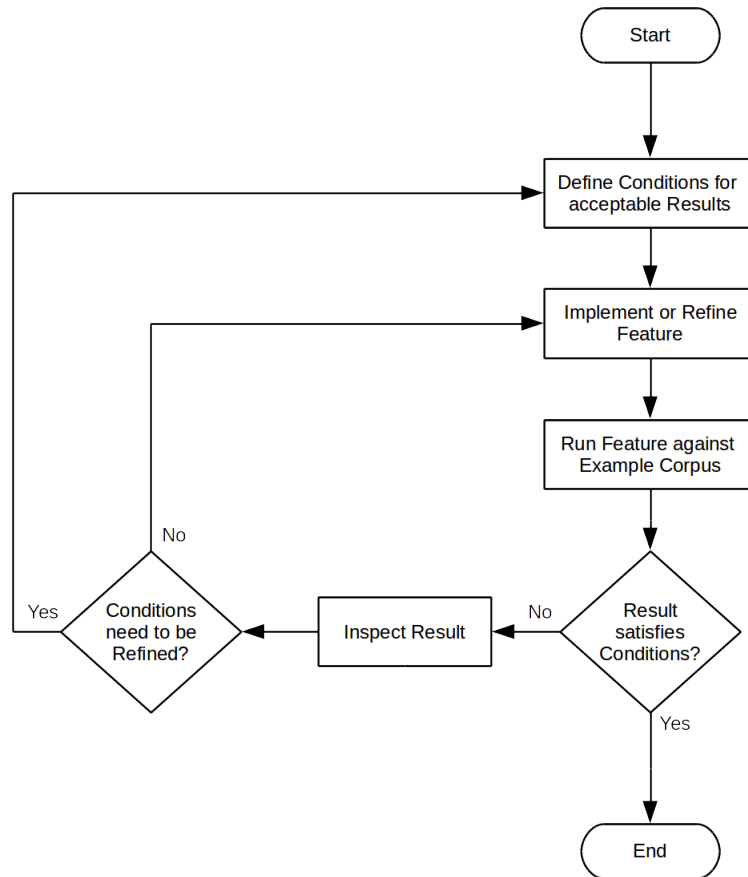 Start
Define Conditions for
acceptable Results
Implement or Refine
Feature
Run Feature against
Example Corpus
No
Yes
Conditions
need to be
Refined?
Inspect Result
No
Result
satisfies
Conditions?
Yes
End